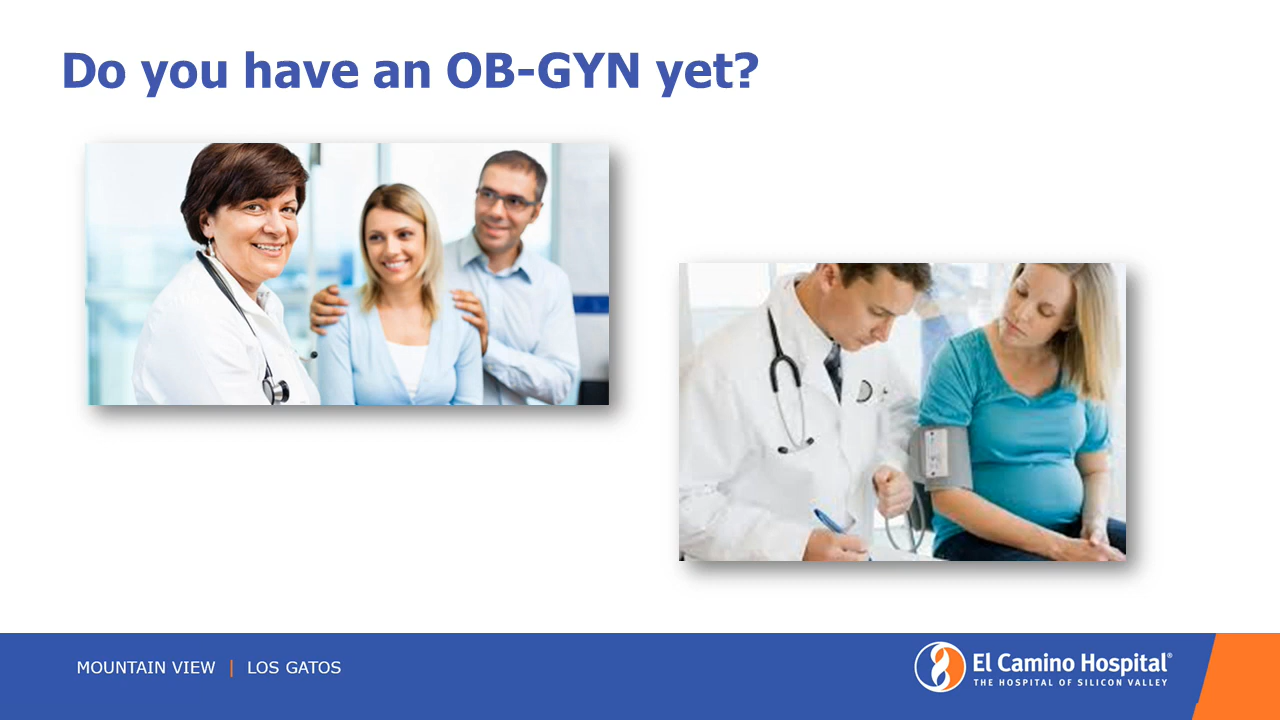 Do you have an OB-GYN yet?
MOUNTAIN VIEW | LOS GATOS
El Camino Hospital®
THE HOSPITAL OF SILICON VALLEY